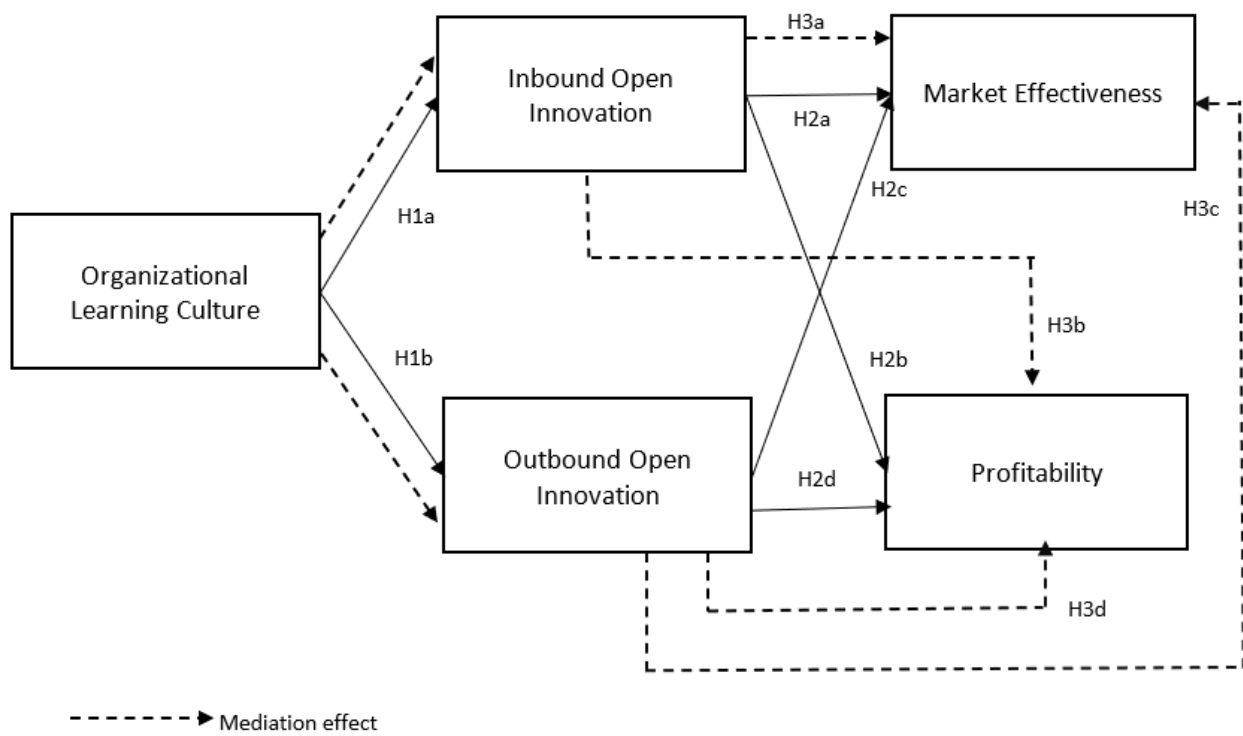 H3a
Inbound Open
Innovation
Market Effectiveness
H2a
H2c
H3c
H1a
Organizational
Learning Culture
H3b
H1b
H2b
Outbound Open
Innovation
H2d
Profitability
H3d
Mediation effect